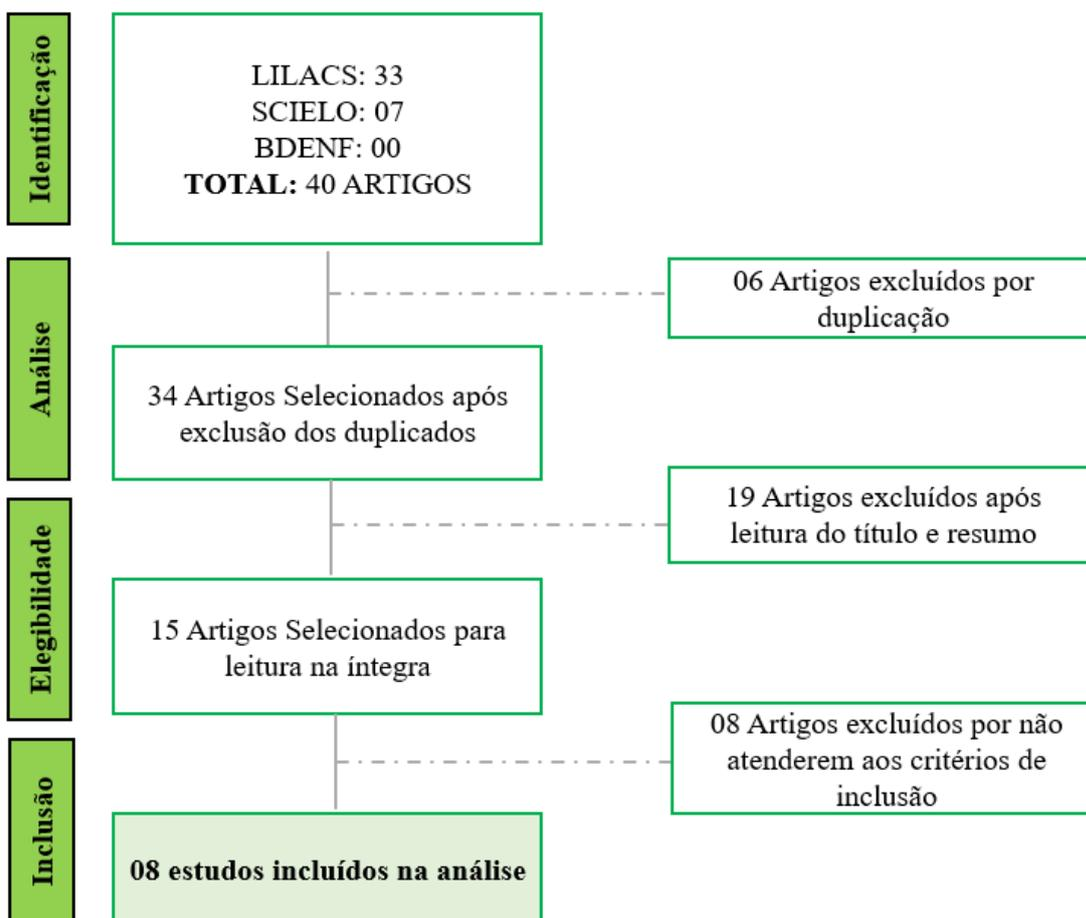 Identificação
LILACS: 33
SCIELO: 07
BDENF: 00
TOTAL: 40 ARTIGOS
Análise
06 Artigos excluídos por
duplicação
34 Artigos Selecionados após
exclusão dos duplicados
Elegibilidade
19 Artigos excluídos após
leitura do título e resumo
15 Artigos Selecionados para
leitura na íntegra
Inclusão
08 Artigos excluídos por não
atenderem aos critérios de
inclusão
08 estudos incluídos na análise